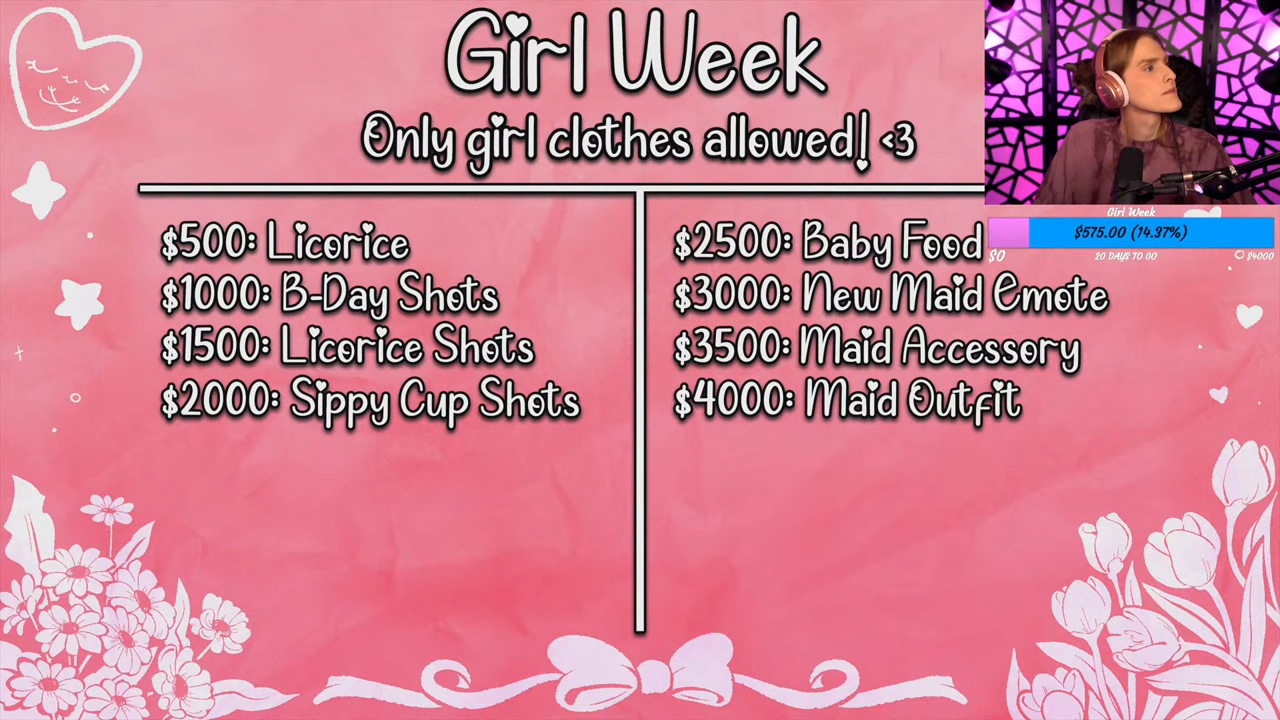 Girl Week
Only girl clothes allowed! <3
$500: Licorice
$1000: B-Day Shots
$1500: Licorice Shots
$2000: Sippy Cup Shots
$2500: Baby Food
$3000: New Maid Emote
$3500: Maid Accessory
$4000: Maid Outfit
Girl Week
$575.00 (14.37%)
$0 20 DAYS TO GO $4000